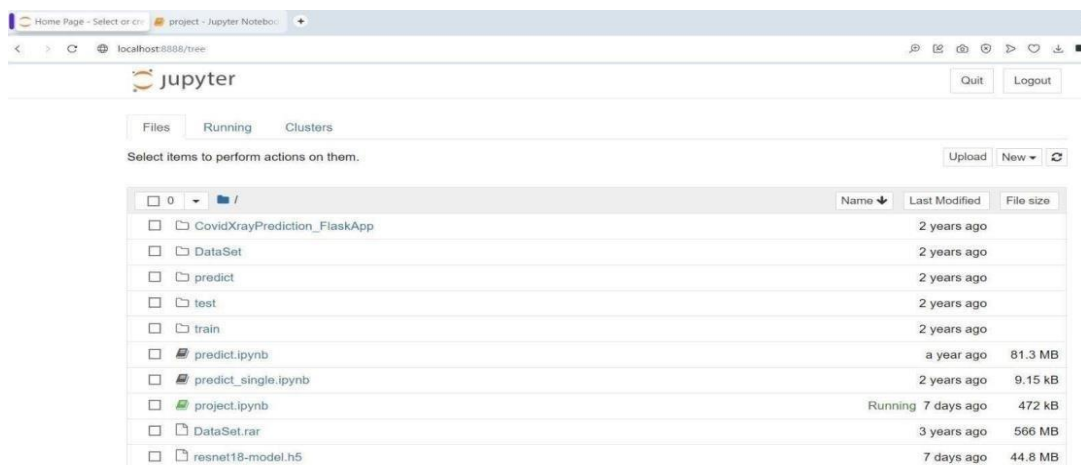 Home Page - Select or cre project - Jupyter Noteboo +
localhost:8888/tree
jupyter Quit Logout
Files Running Clusters
Select items to perform actions on them. Upload New
0 / Name Last Modified File size
CovidXrayPrediction_FlaskApp 2 years ago
DataSet 2 years ago
predict 2 years ago
test 2 years ago
train 2 years ago
predict.ipynb a year ago 81.3 MB
predict_single.ipynb 2 years ago 9.15 kB
project.ipynb Running 7 days ago 472 kB
DataSet.rar 3 years ago 566 MB
resnet18-model.h5 7 days ago 44.8 MB